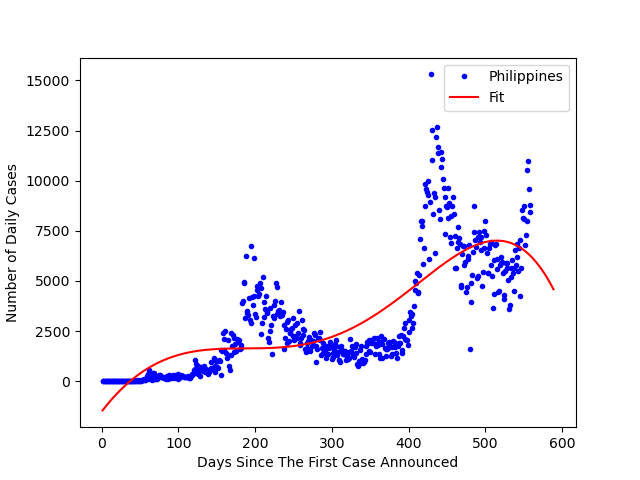 15000
12500
10000
7500
5000
2500
0
Number of Daily Cases
Philippines
Fit
0 100 200 300 400 500 600
Days Since The First Case Announced